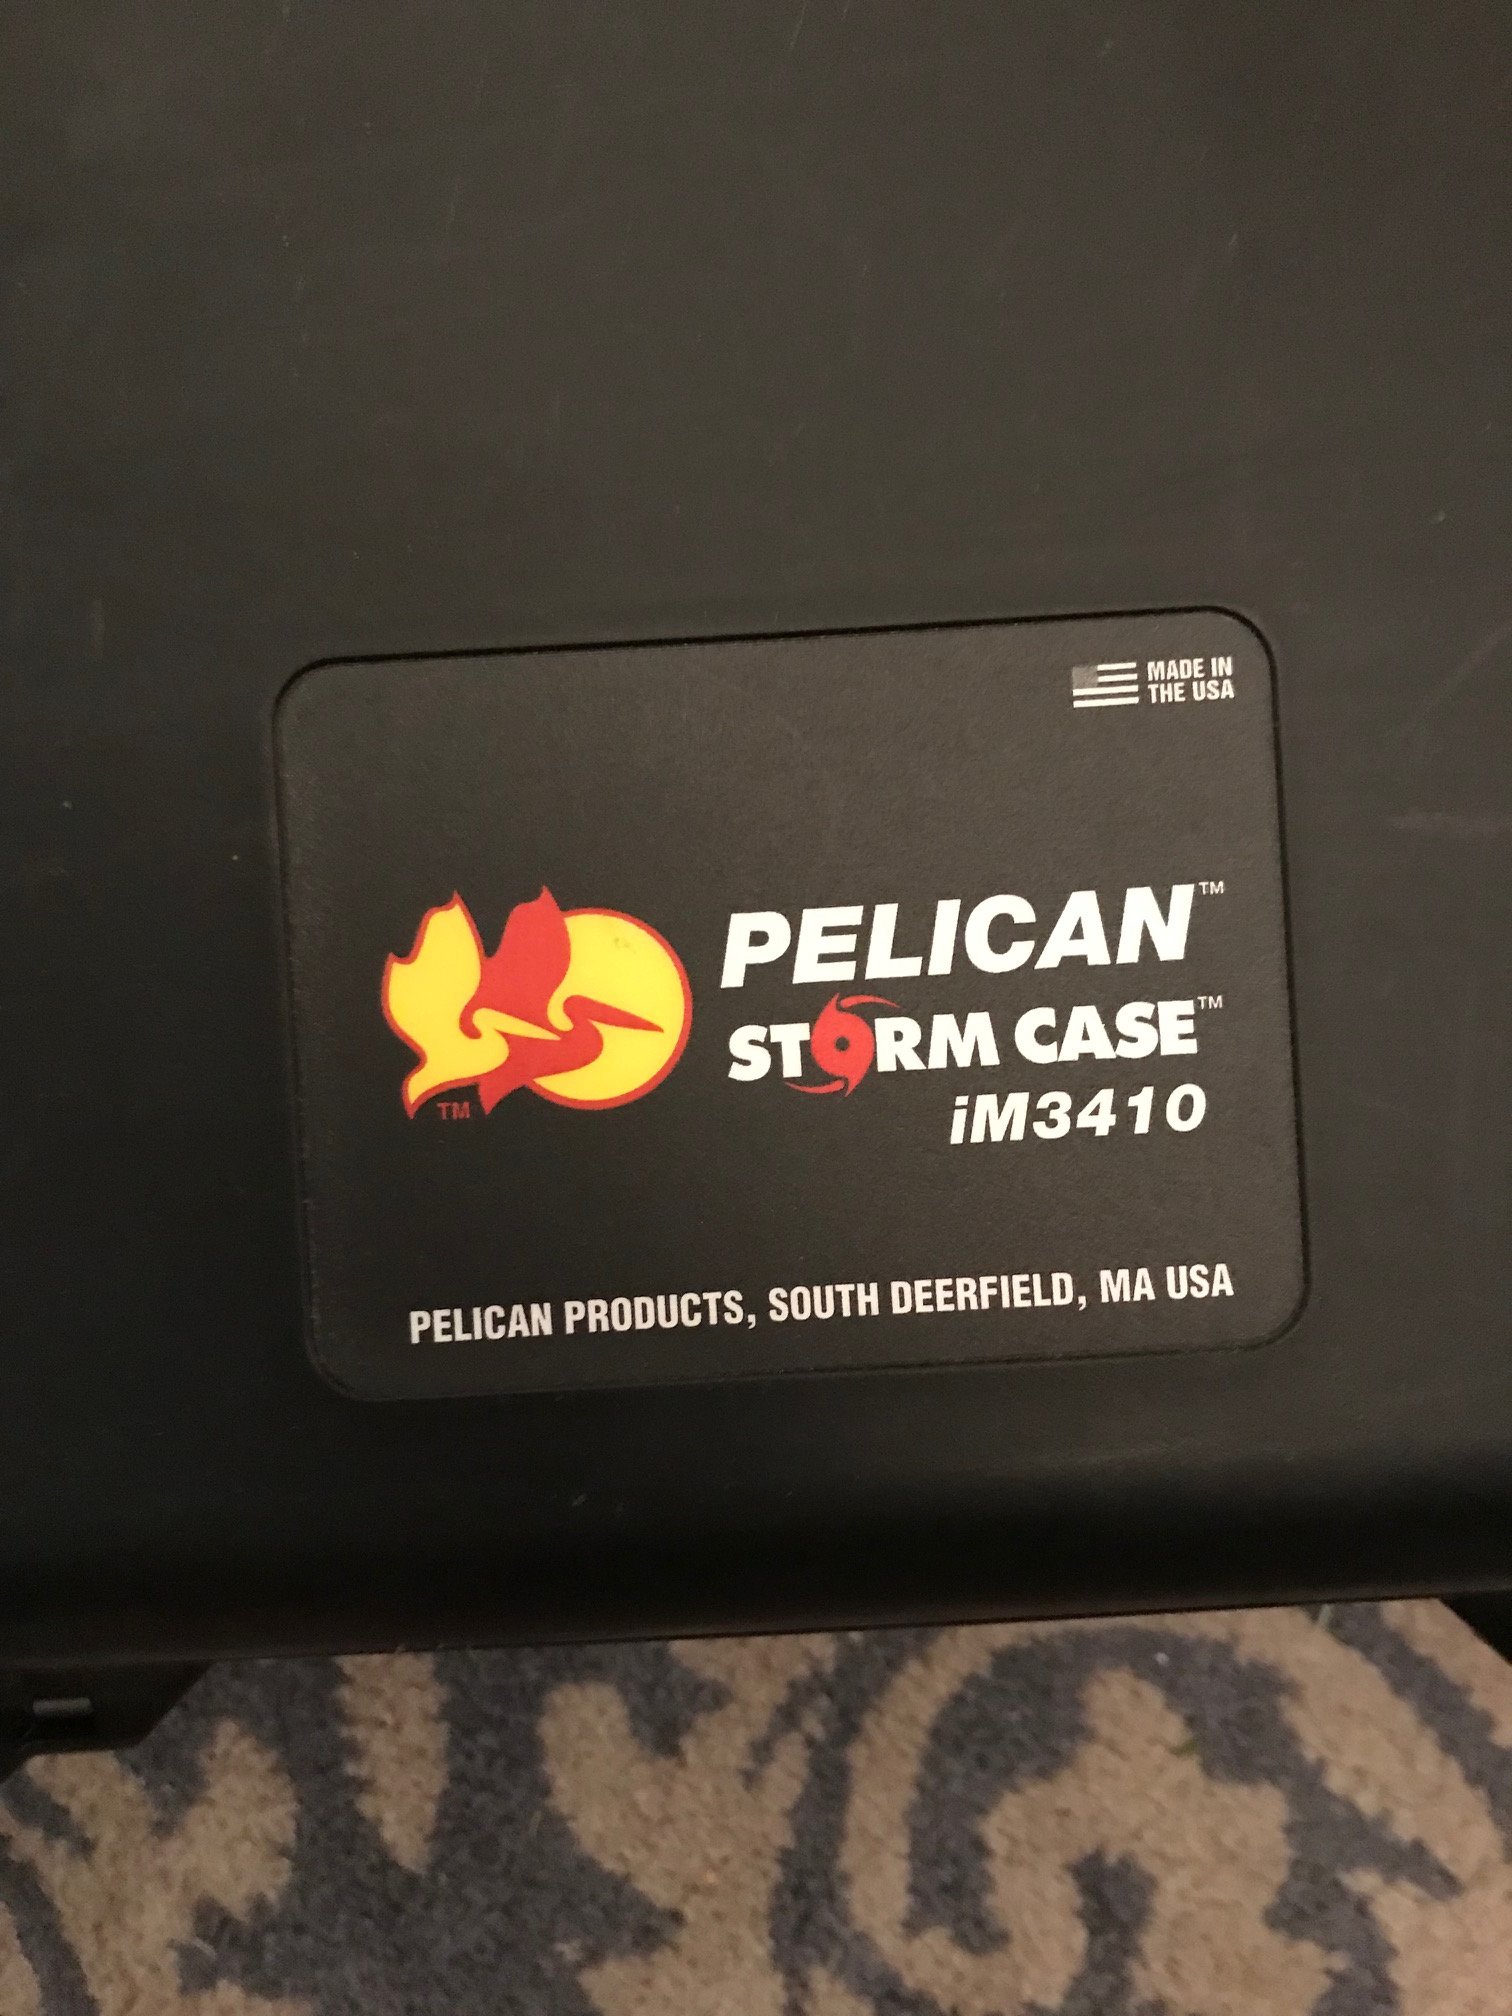 MADE IN
THE USA
PELICAN™
STORM CASE™
iM3410
TM
PELICAN PRODUCTS, SOUTH DEERFIELD, MA USA